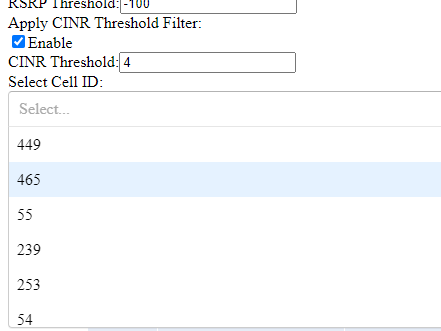 RSRP Threshold: -100
Apply CINR Threshold Filter:
Enable
CINR Threshold: 4
Select Cell ID:
Select...
449
465
55
239
253
54